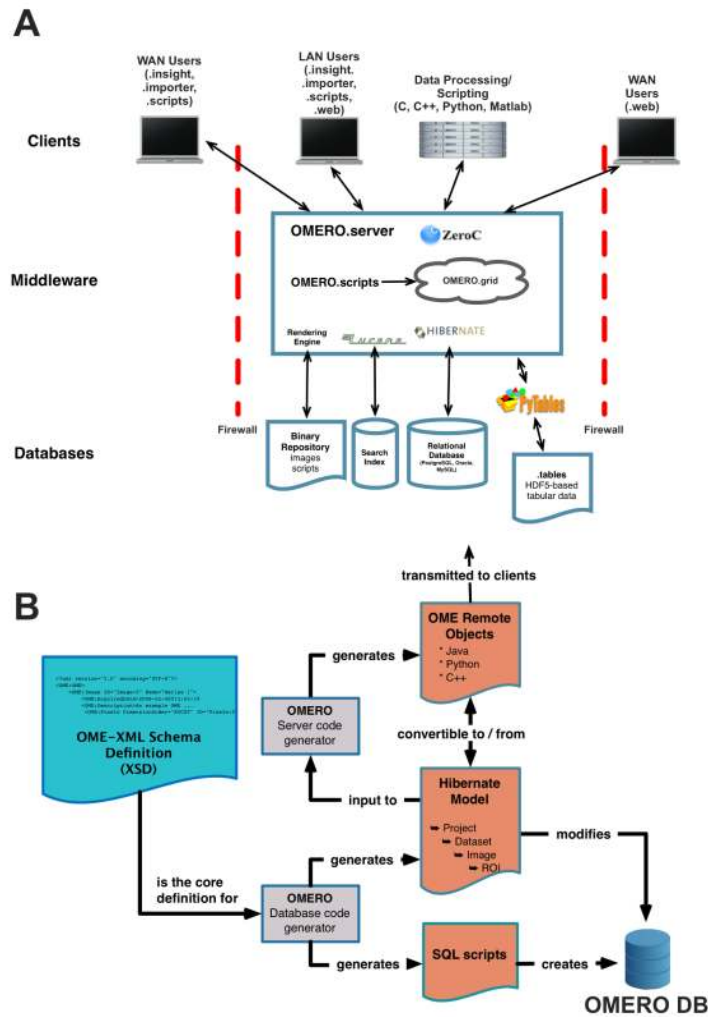 A
WAN Users
(.insight,
.importer,
.scripts)
LAN Users
(.insight.
.importer,
.scripts,
.web)
Data Processing/
Scripting
(C, C++, Python, Matlab)
WAN
Users
(.web)
Clients
OMERO.server
ZeroC
Middleware
OMERO.scripts
OMERO.grid
Rendering
Engine
Lucene
HIBERNATE
PyTables
Firewall
Firewall
Databases
Binary
Repository
images
scripts
Search
Index
Relational
Database
(PostgreSQL, Oracle,
MySQL)
.tables
HDF5-based
tabular data
B
transmitted to clients
OME Remote
Objects
* Java
* Python
* C++
generates
OMERO
Server code
generator
OME-XML Schema
Definition
(XSD)
convertible to / from
input to
Hibernate
Model
Project
Dataset
Image
ROI
modifies
generates
is the core
definition for
OMERO
Database code
generator
generates
SQL scripts
creates
OMERO DB